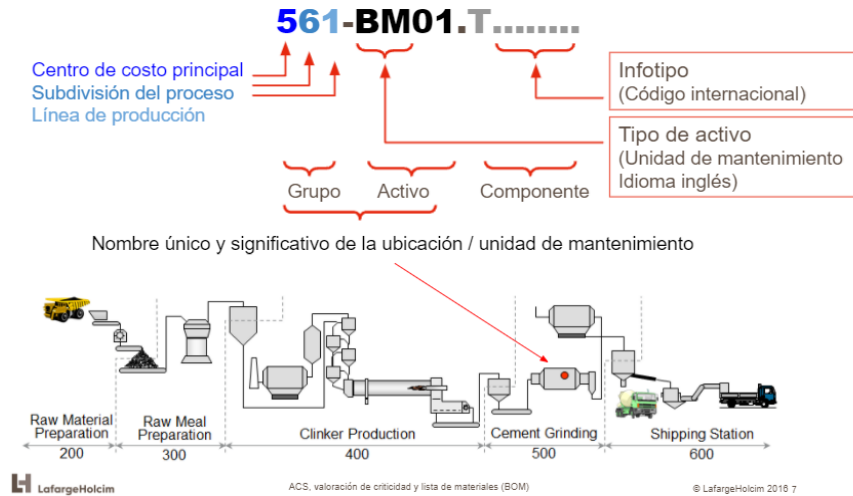 561-BM01.T........
Centro de costo principal
Subdivisión del proceso
Línea de producción
Infotipo
(Código internacional)
Tipo de activo
(Unidad de mantenimiento
Idioma inglés)
Grupo
Activo
Componente
Nombre único y significativo de la ubicación / unidad de mantenimiento
Raw Material
Preparation
200
Raw Meal
Preparation
300
Clinker Production
400
Cement Grinding
500
Shipping Station
600
LafargeHolcim
ACS, valoración de criticidad y lista de materiales (BOM)
© LafargeHolcim 2016 7